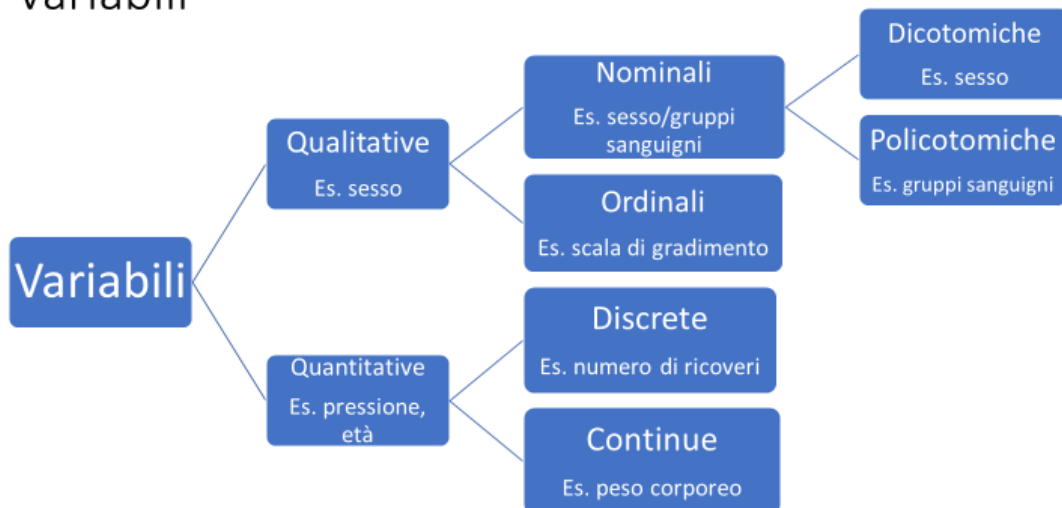 Variabili
Variabili
Qualitative
Es. sesso
Nominali
Es. sesso/gruppi
sanguigni
Dicotomiche
Es. sesso
Policotomiche
Es. gruppi sanguigni
Ordinali
Es. scala di gradimento
Quantitative
Es. pressione,
età
Discrete
Es. numero di ricoveri
Continue
Es. peso corporeo